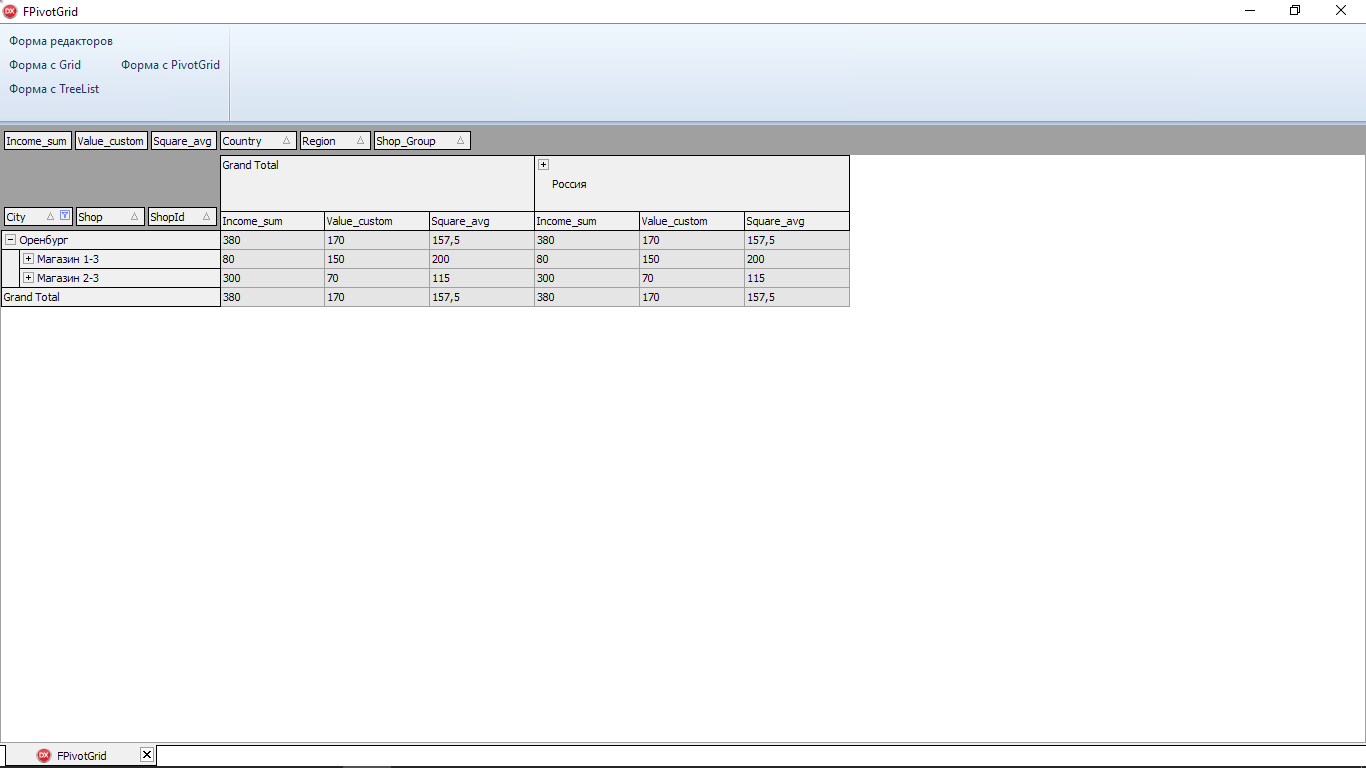 FPivotGrid
Форма редакторов
Форма с Grid Форма с PivotGrid
Форма с TreeList
Income_sum Value_custom Square_avg Country Region Shop_Group
Grand Total
Россия
City Shop ShopId Income_sum Value_custom Square_avg Income_sum Value_custom Square_avg
Оренбург 380 170 157,5 380 170 157,5
Магазин 1-3 80 150 200 80 150 200
Магазин 2-3 300 70 115 300 70 115
Grand Total 380 170 157,5 380 170 157,5
DX FPivotGrid